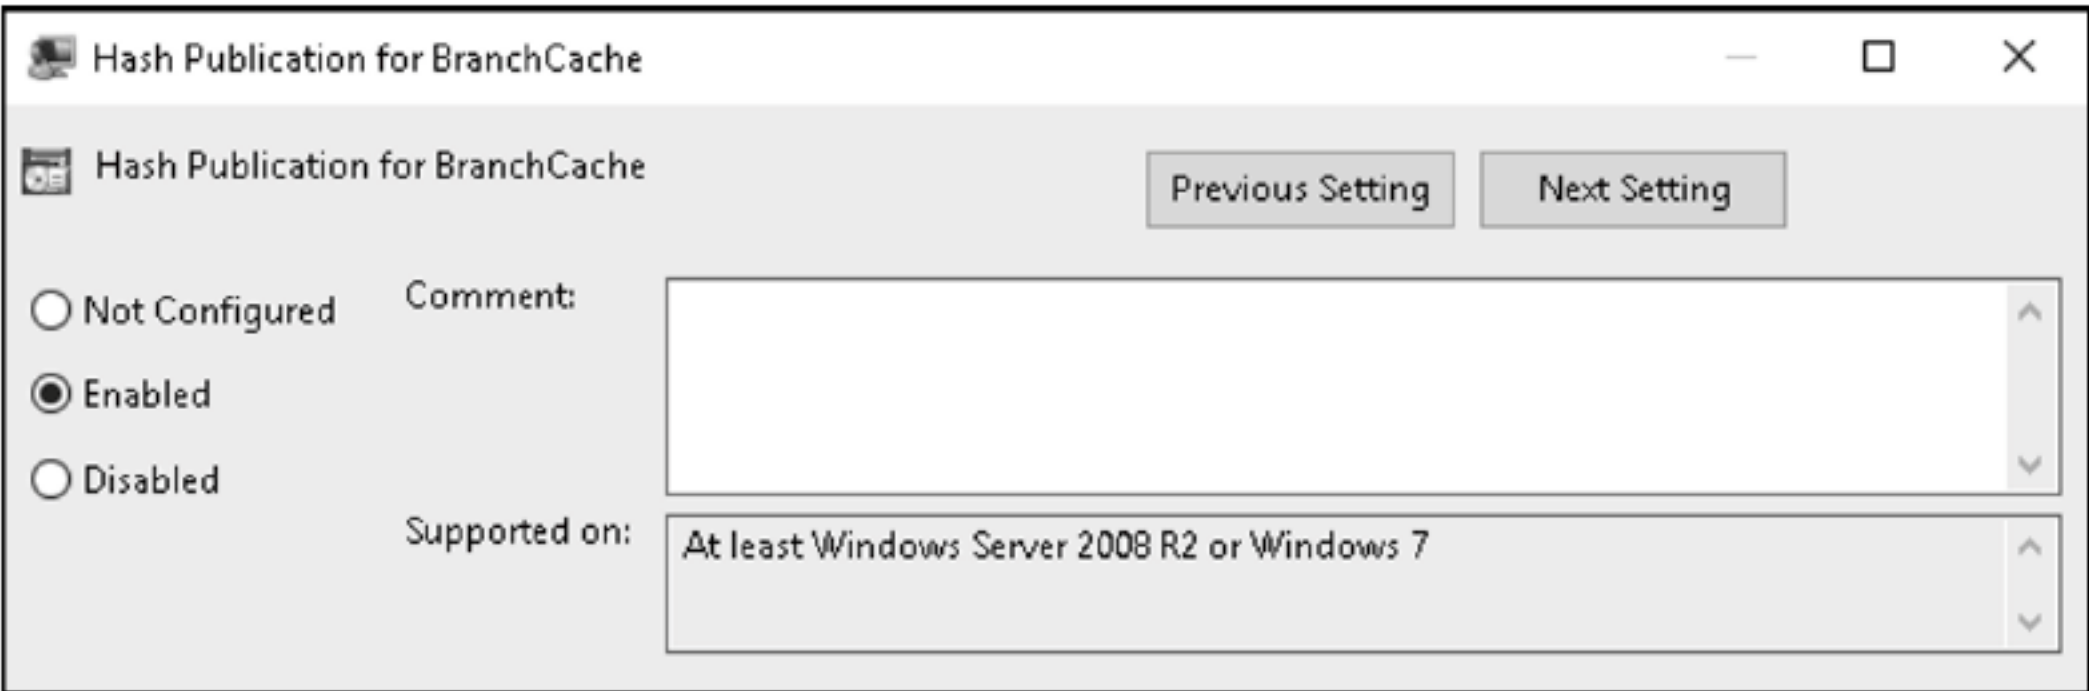 Hash Publication for BranchCache
Hash Publication for BranchCache
Previous Setting
Next Setting
Not Configured
Comment:
Enabled
Disabled
Supported on:
At least Windows Server 2008 R2 or Windows 7